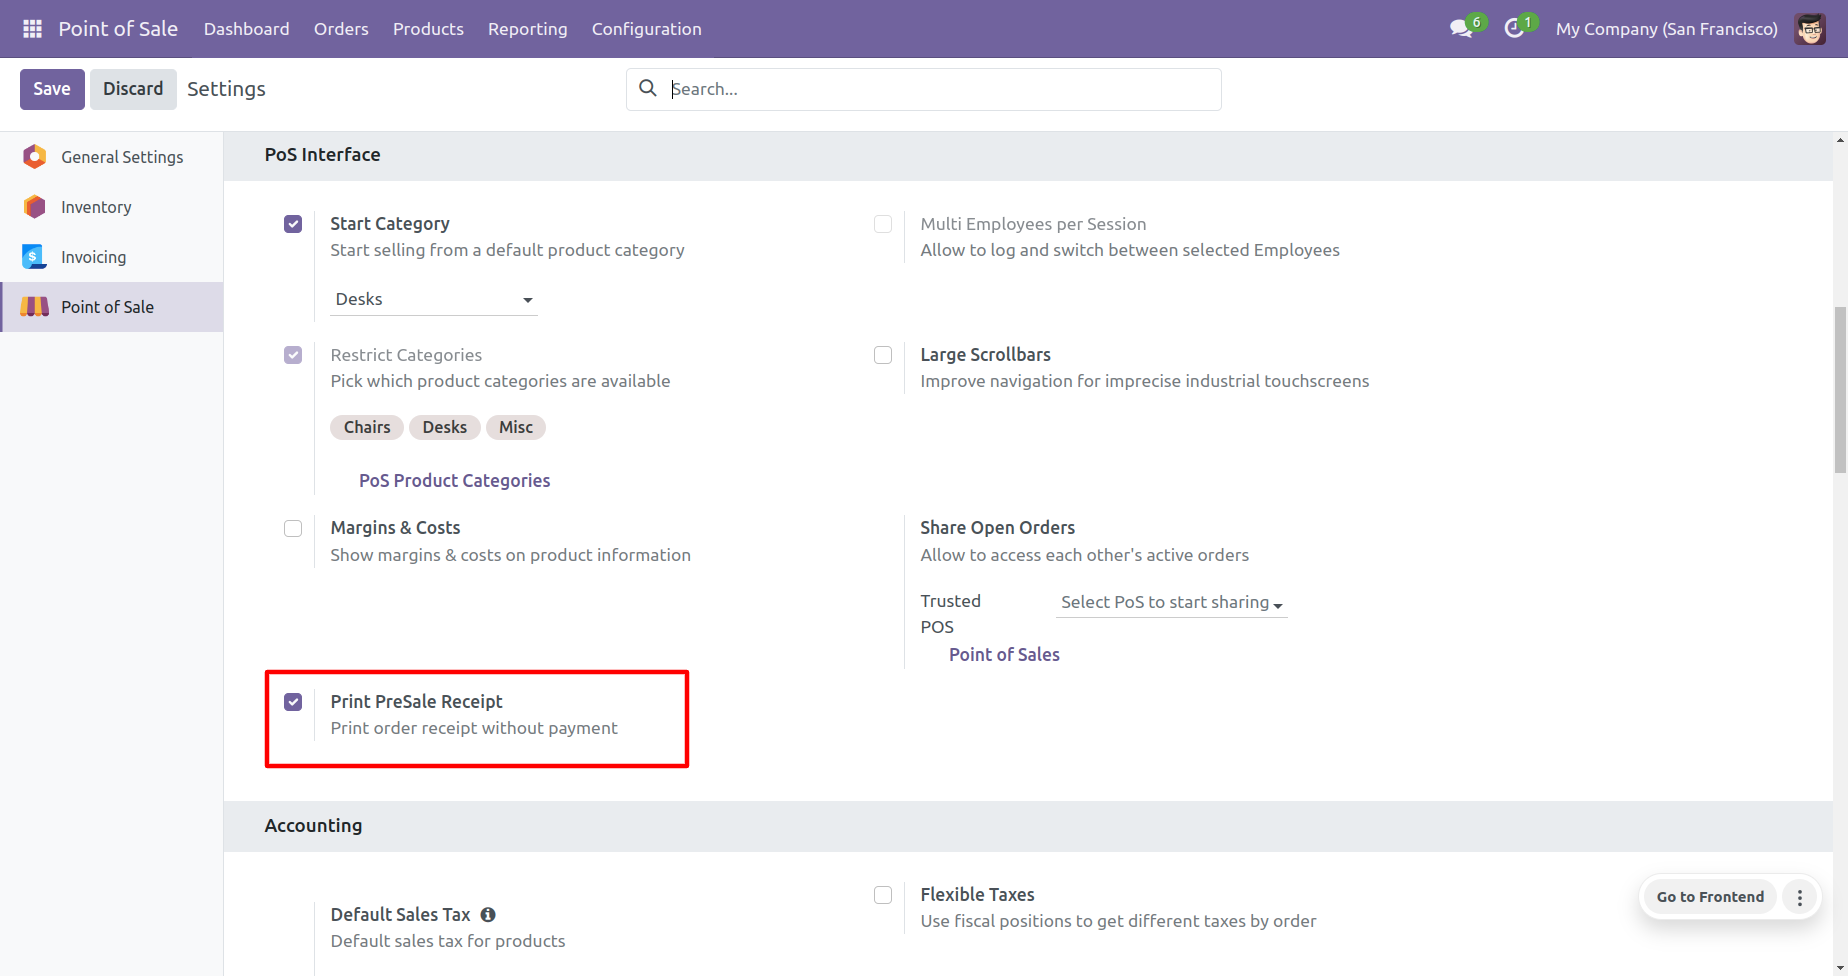 Point of Sale Dashboard Orders Products Reporting Configuration 6 1 My Company (San Francisco)
Save Discard Settings Search...
General Settings
Inventory
Invoicing
Point of Sale
PoS Interface
Start Category
Start selling from a default product category
Desks
Multi Employees per Session
Allow to log and switch between selected Employees
Restrict Categories
Pick which product categories are available
Chairs Desks Misc
PoS Product Categories
Large Scrollbars
Improve navigation for imprecise industrial touchscreens
Margins & Costs
Show margins & costs on product information
Share Open Orders
Allow to access each other's active orders
Trusted
POS
Select PoS to start sharing
Point of Sales
Print PreSale Receipt
Print order receipt without payment
Accounting
Default Sales Tax
Default sales tax for products
Flexible Taxes
Use fiscal positions to get different taxes by order
Go to Frontend